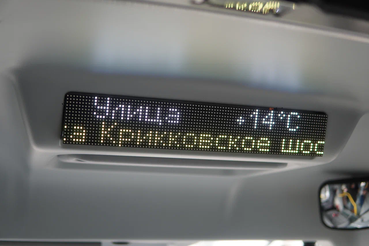 Улица +14°C
а Крикковское шос